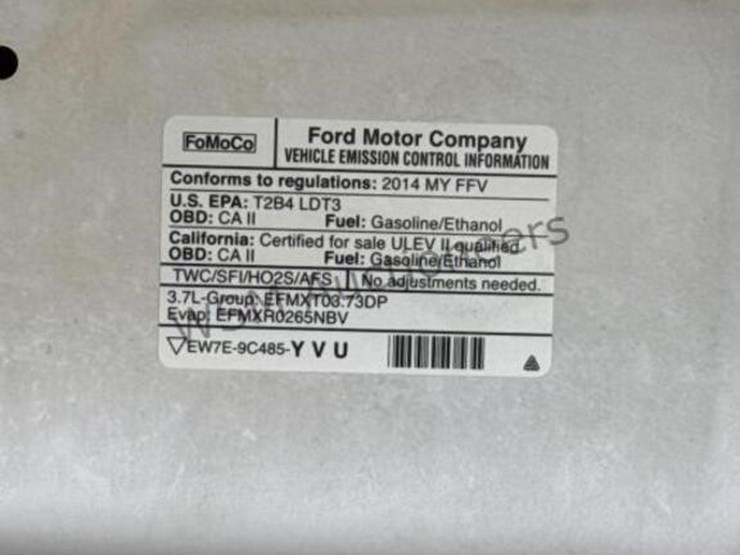 FoMoCo
Ford Motor Company
VEHICLE EMISSION CONTROL INFORMATION
Conforms to regulations: 2014 MY FFV
U.S. EPA: T2B4 LDT3
OBD: CA II Fuel: Gasoline/Ethanol
California: Certified for sale ULEV II qualified
OBD: CA II Fuel: Gasoline/Ethanol
TWC/SFI/HO2S/AFS No adjustments needed.
3.7L-Group: EFMXT03.73DP
Evap: EFMXR0265NBV
EW7E-9C485-Y V U
WSM Auctioneers